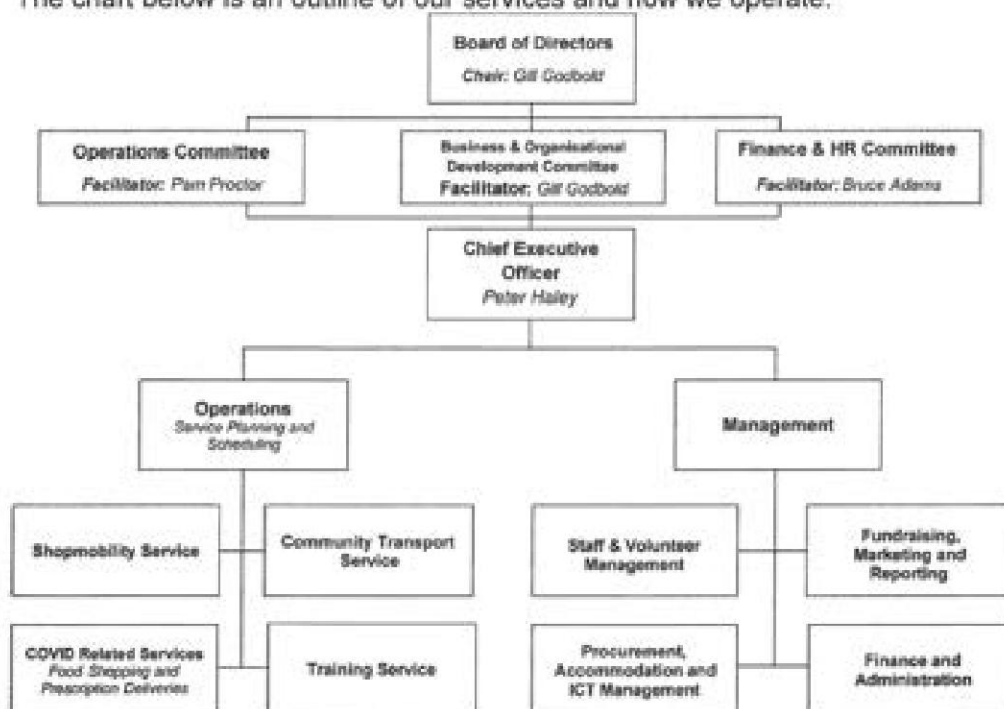 The chart below is an outline of our services and how we operate.
Board of Directors
Chair: Gill Godbold
Operations Committee
Facilitator: Pam Proctor
Business & Organisational
Development Committee
Facilitator: Gill Godbold
Finance & HR Committee
Facilitator: Bruce Adams
Chief Executive
Officer
Peter Haley
Operations
Service Planning and
Scheduling
Management
Shopmobility Service
Community Transport
Service
Staff & Volunteer
Management
Fundraising,
Marketing and
Reporting
COVID Related Services
Food Shopping and
Prescription Deliveries
Training Service
Procurement,
Accommodation and
ICT Management
Finance and
Administration